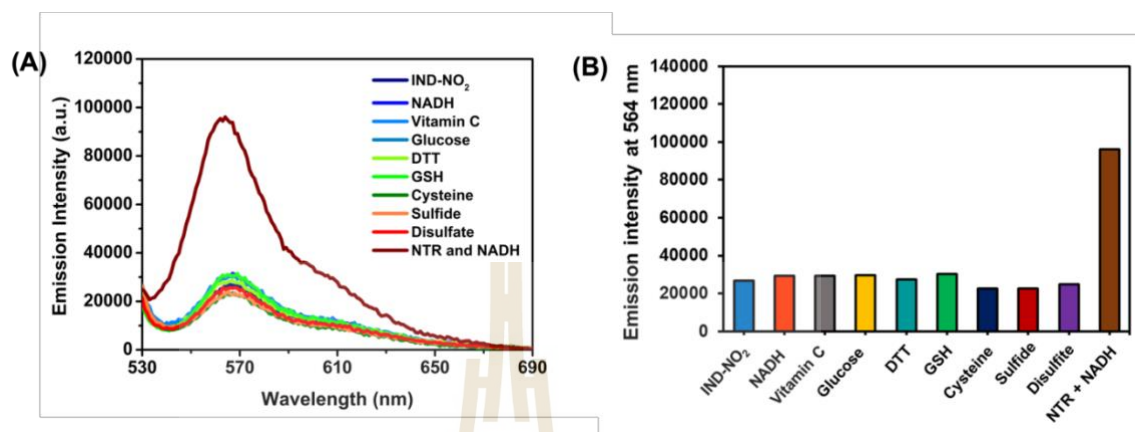 (A)
120000
100000
80000
60000
40000
20000
0
Emission Intensity (a.u.)
530 570 610 650 690
Wavelength (nm)
IND-NO₂
NADH
Vitamin C
Glucose
DTT
GSH
Cysteine
Sulfide
Disulfate
NTR and NADH
(B)
140000
120000
100000
80000
60000
40000
20000
0
Emission intensity at 564 nm
IND-NO₂
NADH
Vitamin C
Glucose
DTT
GSH
Cysteine
Sulfide
Disulfite
NTR + NADH